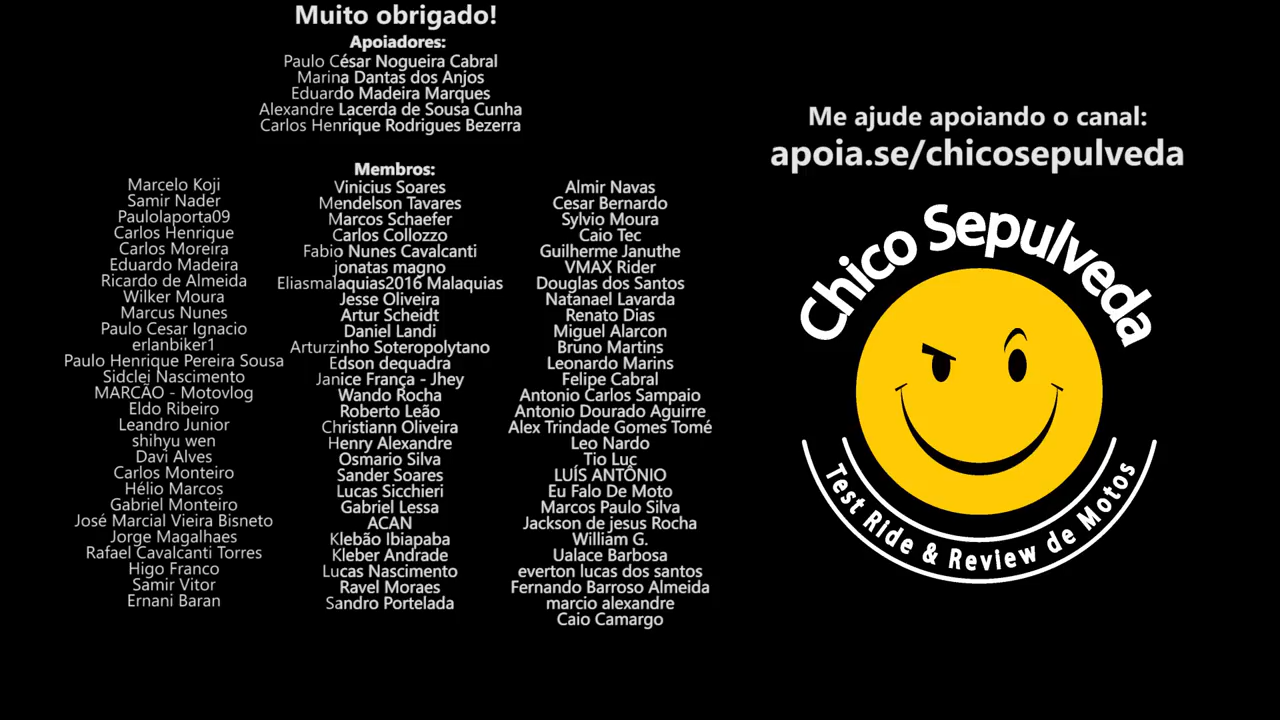 Muito obrigado!
Apoiadores:
Paulo César Nogueira Cabral
Marina Dantas dos Anjos
Eduardo Madeira Marques
Alexandre Lacerda de Sousa Cunha
Carlos Henrique Rodrigues Bezerra
Membros:
Marcelo Koji
Samir Nader
Paulolaporta09
Carlos Henrique
Carlos Moreira
Eduardo Madeira
Ricardo de Almeida
Wilker Moura
Marcus Nunes
Paulo Cesar Ignacio
erlanbiker1
Paulo Henrique Pereira Sousa
Sidclei Nascimento
MARCÃO - Motovlog
Eldo Ribeiro
Leandro Junior
shihyu wen
Davi Alves
Carlos Monteiro
Hélio Marcos
Gabriel Monteiro
José Marcial Vieira Bisneto
Jorge Magalhaes
Rafael Cavalcanti Torres
Higo Franco
Samir Vitor
Ernani Baran
Vinicius Soares
Mendelson Tavares
Marcos Schaefer
Carlos Collozzo
Fabio Nunes Cavalcanti
jonatas magno
Eliasmalaquias2016 Malaquias
Jesse Oliveira
Artur Scheidt
Daniel Landi
Arturzinho Soteropolytano
Edson dequadra
Janice França - Jhey
Wando Rocha
Roberto Leão
Christiann Oliveira
Henry Alexandre
Osmario Silva
Sander Soares
Lucas Sicchieri
Gabriel Lessa
ACAN
Klebão Ibiapaba
Kleber Andrade
Lucas Nascimento
Ravel Moraes
Sandro Portelada
Almir Navas
Cesar Bernardo
Sylvio Moura
Caio Tec
Guilherme Januthe
VMAX Rider
Douglas dos Santos
Natanael Lavarda
Renato Dias
Miguel Alarcon
Bruno Martins
Leonardo Marins
Felipe Cabral
Antonio Carlos Sampaio
Antonio Dourado Aguirre
Alex Trindade Gomes Tomé
Leo Nardo
Tio Luc
LUÍS ANTÔNIO
Eu Falo De Moto
Marcos Paulo Silva
Jackson de jesus Rocha
William G.
Ualace Barbosa
everton lucas dos santos
Fernando Barroso Almeida
marcio alexandre
Caio Camargo
Me ajude apoiando o canal:
apoia.se/chicosepulveda
Chico Sepulveda
Test Ride & Review de Motos